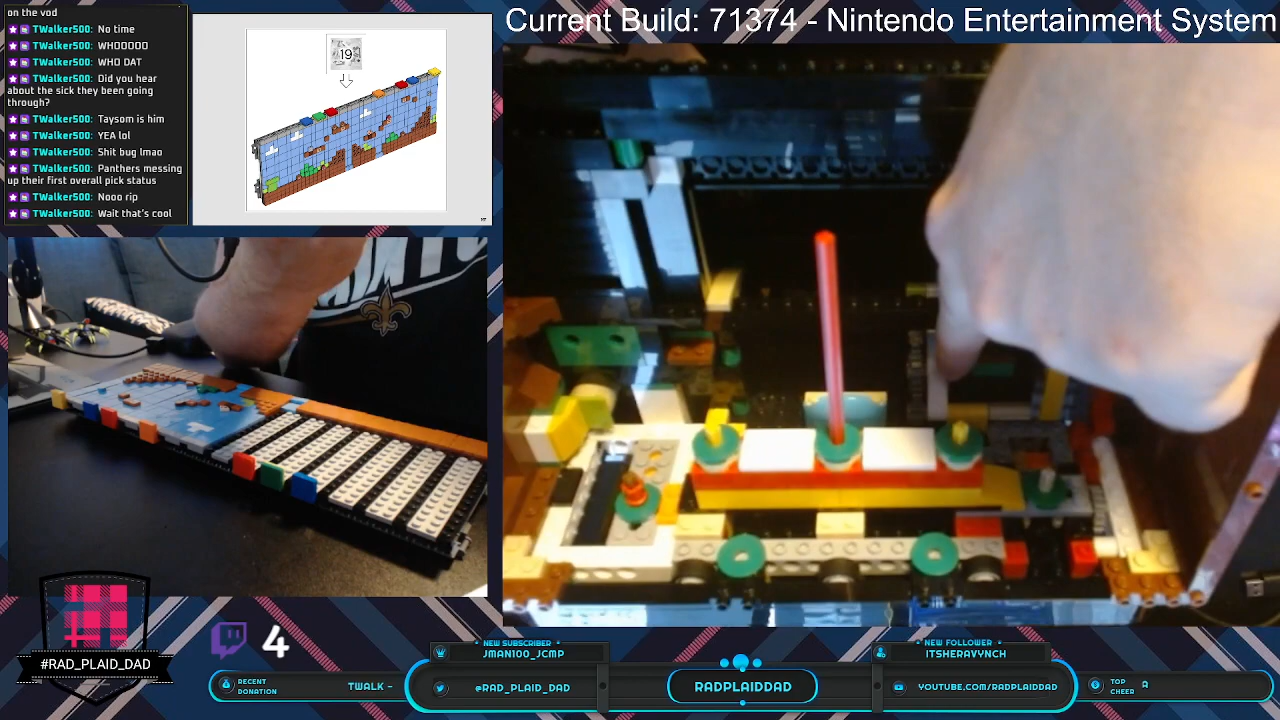 on the vod
TWalker500: No time
TWalker500: WHOOOOO
TWalker500: WHO DAT
TWalker500: Did you hear
about the sick they been going
through?
TWalker500: Taysom is him
TWalker500: YEA lol
TWalker500: Shit bug lmao
TWalker500: Panthers messing
up their first overall pick status
TWalker500: Nooo rip
TWalker500: Wait that's cool
19
Current Build: 71374 - Nintendo Entertainment System
#RAD_PLAID_DAD
4
RECENT
DONATION
TWALK -
NEW SUBSCRIBER
JMAN100_JCMP
@RAD_PLAID_DAD
RADPLAIDDAD
NEW FOLLOWER
ITSHERAVYNCH
YOUTUBE.COM/RADPLAIDDAD
TOP
CHEER
A